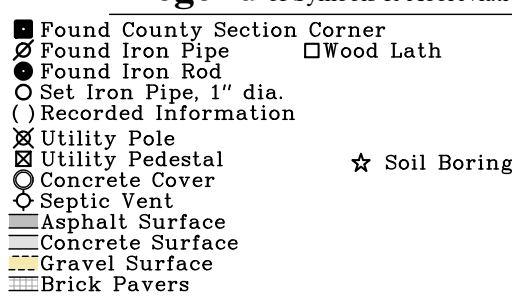 Found County Section Corner
Found Iron Pipe
Wood Lath
Found Iron Rod
Set Iron Pipe, 1" dia.
( ) Recorded Information
Utility Pole
Utility Pedestal
Soil Boring
Concrete Cover
Septic Vent
Asphalt Surface
Concrete Surface
Gravel Surface
Brick Pavers